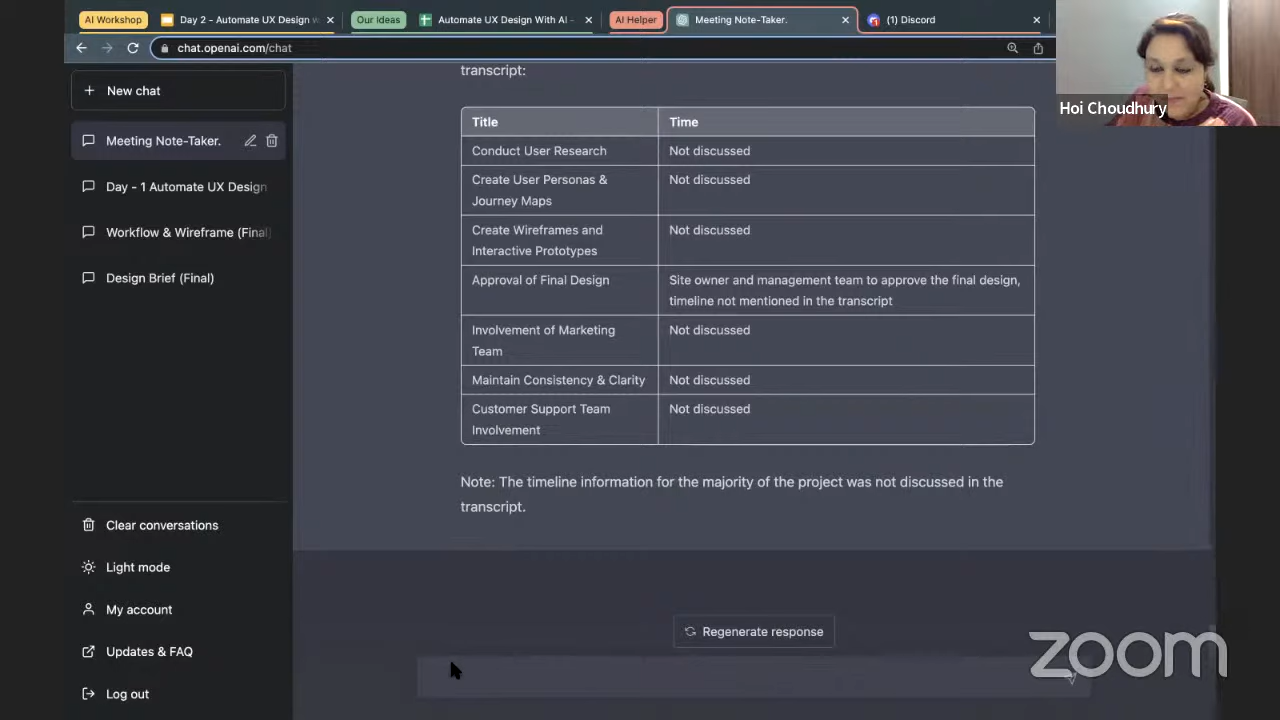 AI Workshop
Day 2 - Automate UX Design w
Our Ideas
Automate UX Design With AI -
AI Helper
Meeting Note-Taker.
(1) Discord
chat.openai.com/chat
Hoi Choudhury
New chat
Meeting Note-Taker.
Day - 1 Automate UX Design
Workflow & Wireframe (Final)
Design Brief (Final)
Clear conversations
Light mode
My account
Updates & FAQ
Log out
transcript:
Title Time
Conduct User Research Not discussed
Create User Personas & Not discussed
Journey Maps
Create Wireframes and Not discussed
Interactive Prototypes
Approval of Final Design Site owner and management team to approve the final design,
timeline not mentioned in the transcript
Involvement of Marketing Not discussed
Team
Maintain Consistency & Clarity Not discussed
Customer Support Team Not discussed
Involvement
Note: The timeline information for the majority of the project was not discussed in the
transcript.
Regenerate response
zoom